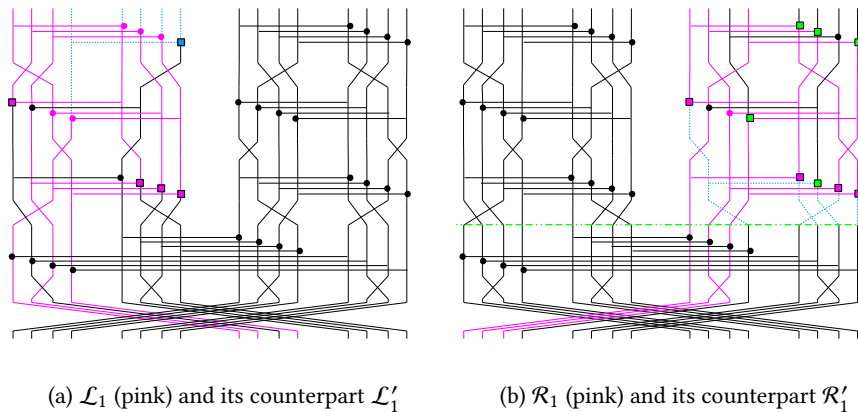 (a) ℒ₁ (pink) and its counterpart ℒ′₁
(b) ℛ₁ (pink) and its counterpart ℛ′₁